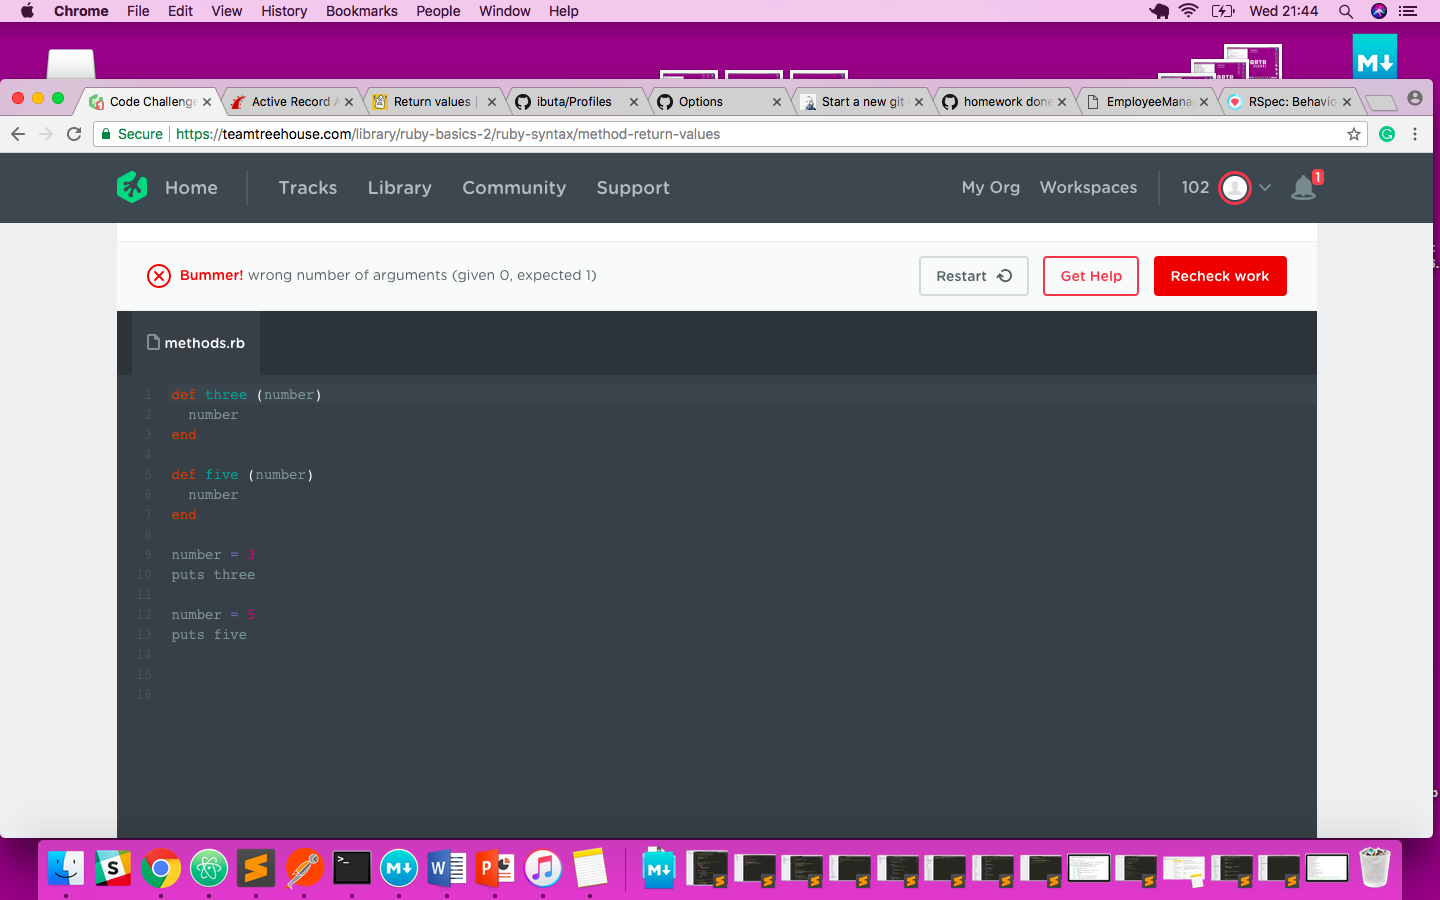 Chrome File Edit View History Bookmarks People Window Help Wed 21:44
M
Code Challenge Active Record A Return values | ibuta/Profiles Options Start a new git homework done EmployeeMana RSpec: Behavio
Secure https://teamtreehouse.com/library/ruby-basics-2/ruby-syntax/method-return-values
Home Tracks Library Community Support My Org Workspaces 102 1
Bummer! wrong number of arguments (given 0, expected 1) Restart Get Help Recheck work
methods.rb
1 def three (number)
2 number
3 end
4
5 def five (number)
6 number
7 end
8
9 number = 3
10 puts three
11
12 number = 5
13 puts five
14
15
16
S >_ M W P M